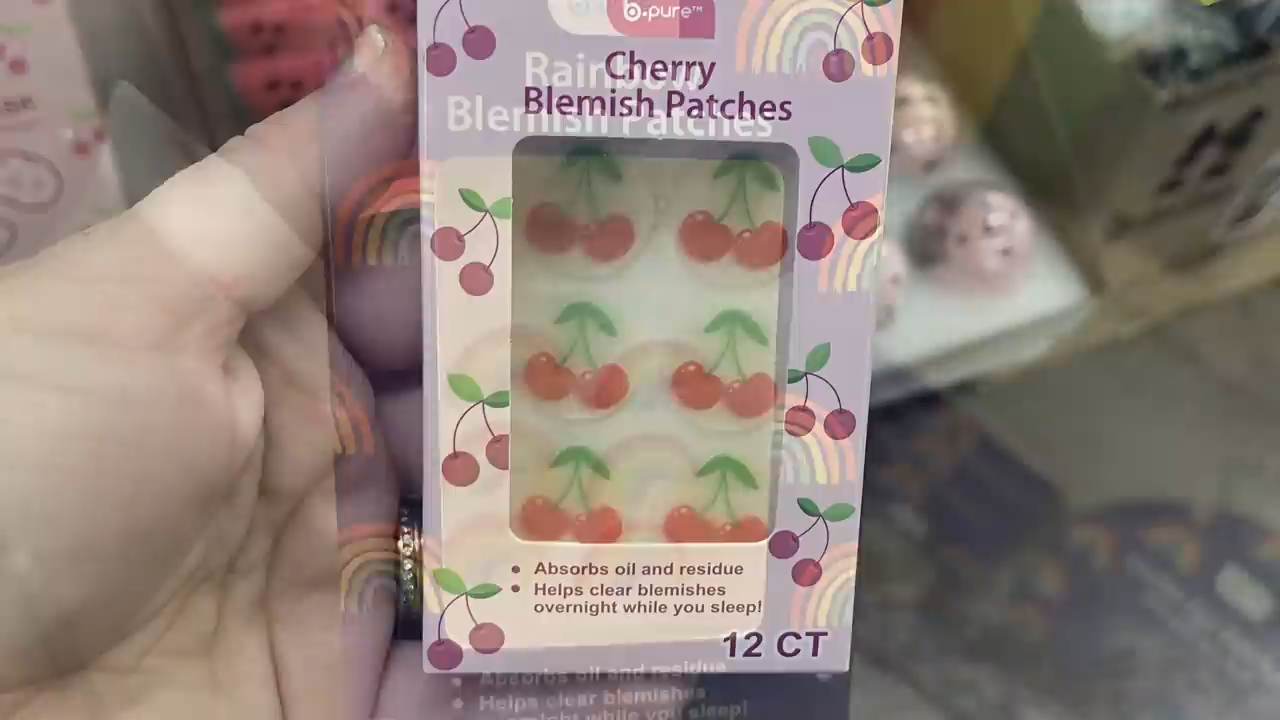 b.pure™
Cherry
Rainbow
Blemish Patches
Blemish Patches
• Absorbs oil and residue
• Helps clear blemishes
overnight while you sleep!
12 CT
• Absorbs oil and residue
• Helps clear blemishes
overnight while you sleep!